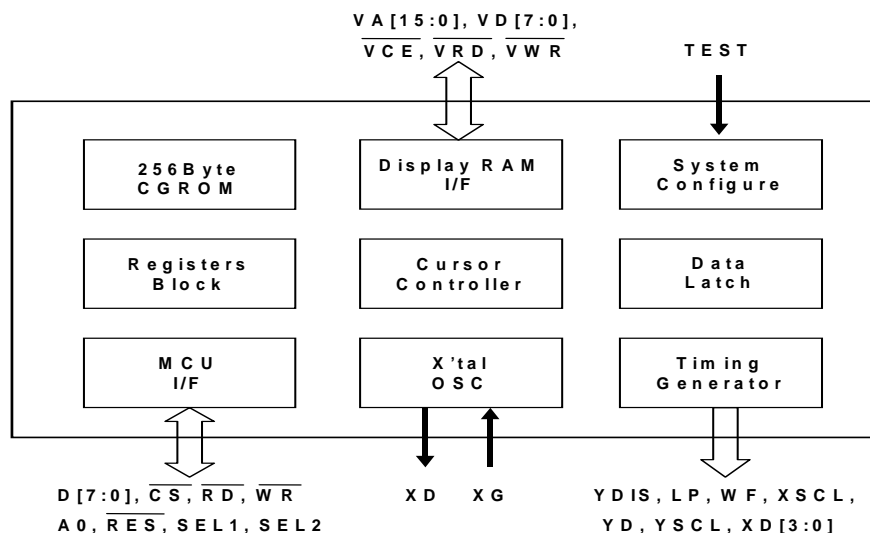 VA[15:0], VD[7:0],
VCE, VRD, VWR
TEST
256Byte
CGROM
Display RAM
I/F
System
Configure
Registers
Block
Cursor
Controller
Data
Latch
MCU
I/F
X'tal
OSC
Timing
Generator
D[7:0], CS, RD, WR
A0, RES, SEL1, SEL2
XD
XG
YDIS, LP, WF, XSCL,
YD, YSCL, XD[3:0]